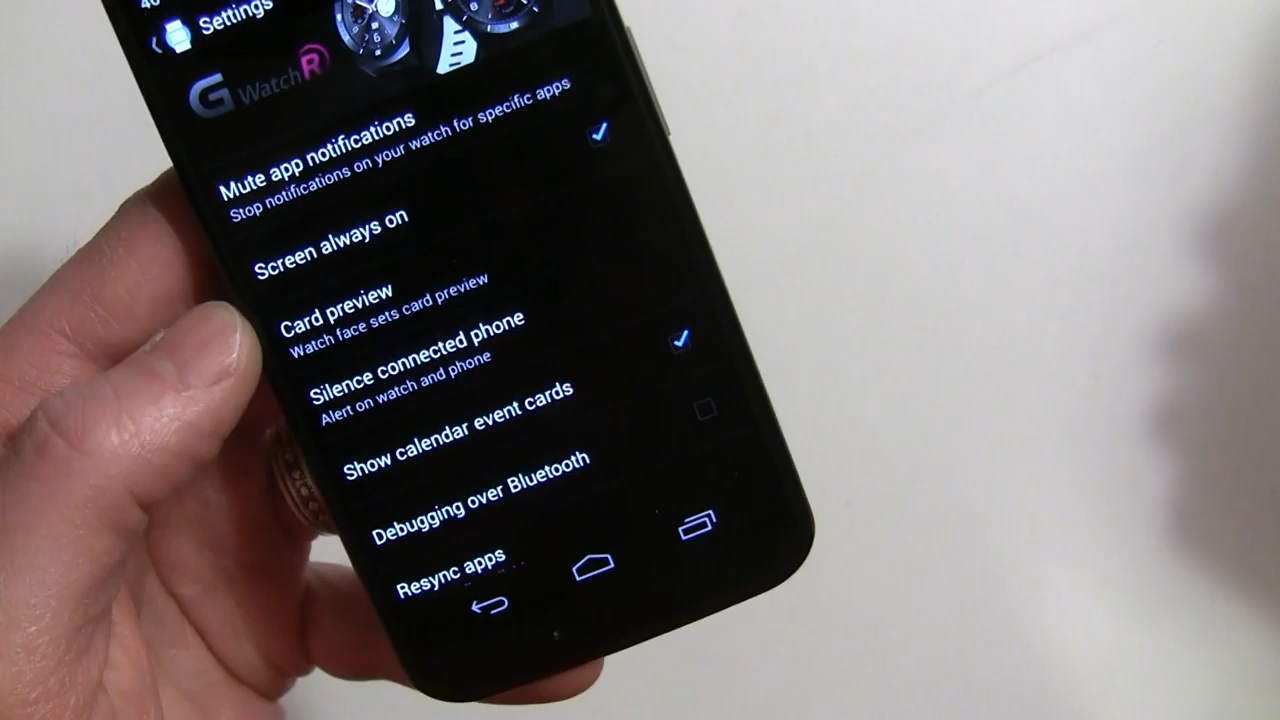 Settings
G WatchR
Mute app notifications
Stop notifications on your watch for specific apps
Screen always on
Card preview
Watch face sets card preview
Silence connected phone
Alert on watch and phone
Show calendar event cards
Debugging over Bluetooth
Resync apps